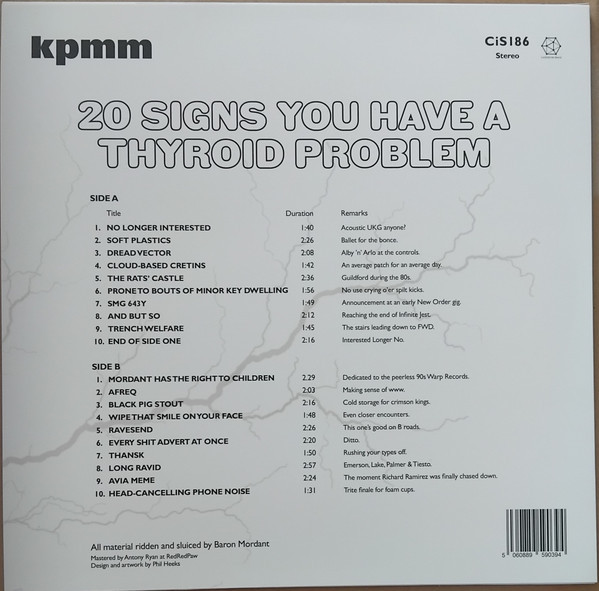 kpmm
CiS186
Stereo
20 SIGNS YOU HAVE A
THYROID PROBLEM
SIDE A
Title Duration Remarks
1. NO LONGER INTERESTED 1:40 Acoustic UKG anyone?
2. SOFT PLASTICS 2:26 Ballet for the bonce.
3. DREAD VECTOR 2:08 Alby 'n' Arlo at the controls.
4. CLOUD-BASED CRETINS 1:42 An average patch for an average day.
5. THE RATS' CASTLE 2:36 Guildford during the 80s.
6. PRONE TO BOUTS OF MINOR KEY DWELLING 1:56 No use crying o'er spilt kicks.
7. SMG 643Y 1:49 Announcement at an early New Order gig.
8. AND BUT SO 2:12 Reaching the end of Infinite Jest.
9. TRENCH WELFARE 1:45 The stairs leading down to FWD.
10. END OF SIDE ONE 2:16 Interested Longer No.
SIDE B
1. MORDANT HAS THE RIGHT TO CHILDREN 2.29 Dedicated to the peerless 90s Warp Records.
2. AFREQ 2:03 Making sense of www.
3. BLACK PIG STOUT 2:16 Cold storage for crimson kings.
4. WIPE THAT SMILE ON YOUR FACE 1:48 Even closer encounters.
5. RAVESEND 2:26 This one's good on B roads.
6. EVERY SHIT ADVERT AT ONCE 2:20 Ditto.
7. THANSK 1:50 Rushing your types off.
8. LONG RAVID 2:57 Emerson, Lake, Palmer & Tiesto.
9. AVIA MEME 2:24 The moment Richard Ramirez was finally chased down.
10. HEAD-CANCELLING PHONE NOISE 1:31 Trite finale for foam cups.
All material ridden and sluiced by Baron Mordant
Mastered by Antony Ryan at RedRedPaw
Design and artwork by Phil Heeks
5 060889 590394